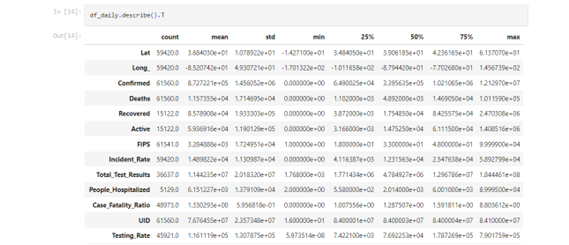 In [14]: df_daily.describe().T
Out[14]:
count mean std min 25% 50% 75% max
Lat 59420.0 3.684030e+01 1.078922e+01 -1.427100e+01 3.484050e+01 3.906185e+01 4.236165e+01 6.137070e+01
Long_ 59420.0 -8.520742e+01 4.930721e+01 -1.701322e+02 -1.011658e+02 -8.794420e+01 -7.702680e+01 1.456739e+02
Confirmed 61560.0 8.727221e+05 1.456052e+06 0.000000e+00 6.490025e+04 3.395635e+05 1.021065e+06 1.212970e+07
Deaths 61560.0 1.157355e+04 1.714695e+04 0.000000e+00 1.102000e+03 4.892000e+03 1.469050e+04 1.011590e+05
Recovered 15122.0 8.578908e+04 1.933303e+05 0.000000e+00 3.872000e+03 1.754850e+04 8.425575e+04 2.470308e+06
Active 15122.0 5.936916e+04 1.190129e+05 0.000000e+00 3.166000e+03 1.475250e+04 6.111500e+04 1.408516e+06
FIPS 61541.0 3.284888e+03 1.724951e+04 1.000000e+00 1.800000e+01 3.300000e+01 4.800000e+01 9.999900e+04
Incident_Rate 59420.0 1.489822e+04 1.130987e+04 0.000000e+00 4.116387e+03 1.231563e+04 2.547638e+04 5.892799e+04
Total_Test_Results 36637.0 1.144275e+07 2.018320e+07 1.768000e+03 1.771434e+06 4.784927e+06 1.296786e+07 1.844461e+08
People_Hospitalized 5129.0 6.151227e+03 1.379109e+04 2.000000e+00 5.580000e+02 2.014000e+03 6.001000e+03 8.999500e+04
Case_Fatality_Ratio 48973.0 1.330293e+00 5.956818e-01 0.000000e+00 1.007556e+00 1.287507e+00 1.591811e+00 8.803612e+00
UID 61560.0 7.676455e+07 2.357348e+07 1.600000e+01 8.400001e+07 8.400003e+07 8.400004e+07 8.410000e+07
Testing_Rate 45921.0 1.161119e+05 1.307875e+05 5.973514e-08 7.422100e+03 7.692253e+04 1.787269e+05 7.901759e+05